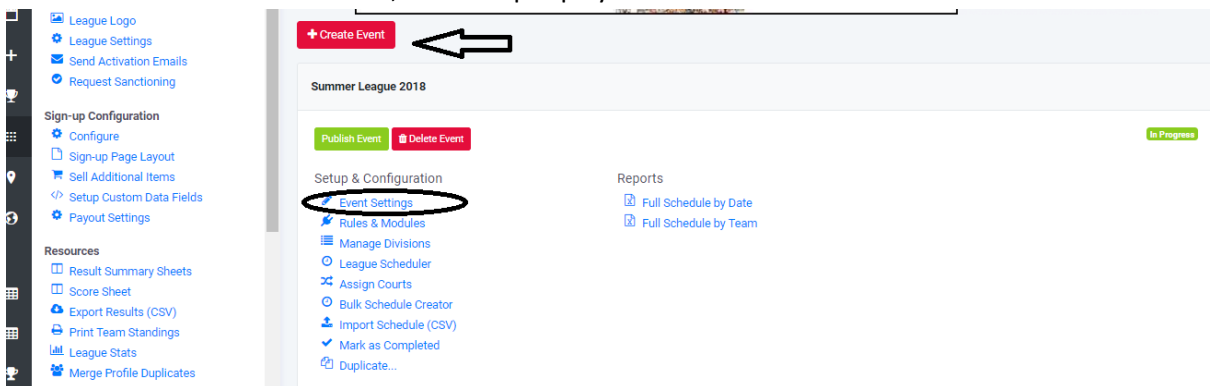 League Logo
League Settings
Send Activation Emails
Request Sanctioning
Sign-up Configuration
Configure
Sign-up Page Layout
Sell Additional Items
Setup Custom Data Fields
Payout Settings
Resources
Result Summary Sheets
Score Sheet
Export Results (CSV)
Print Team Standings
League Stats
Merge Profile Duplicates
+ Create Event
Summer League 2018
Publish Event Delete Event
In Progress
Setup & Configuration
Event Settings
Rules & Modules
Manage Divisions
League Scheduler
Assign Courts
Bulk Schedule Creator
Import Schedule (CSV)
Mark as Completed
Duplicate...
Reports
Full Schedule by Date
Full Schedule by Team